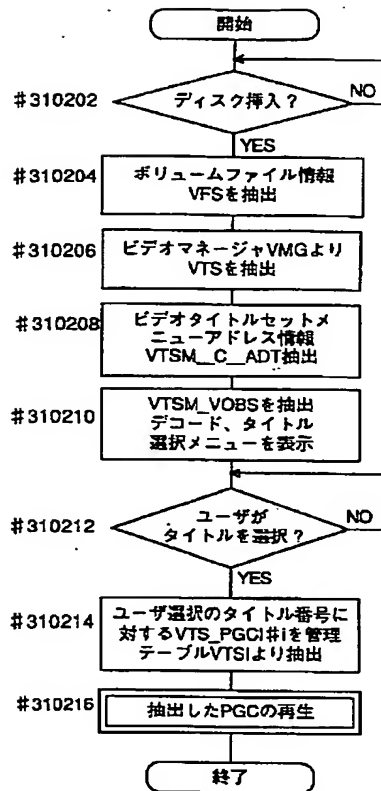 開始
#310202
ディスク挿入？
NO
YES
#310204
ボリュームファイル情報
VFSを抽出
#310206
ビデオマネージャVMGより
VTSを抽出
#310208
ビデオタイトルセットメ
ニューアドレス情報
VTSM__C__ADT抽出
#310210
VTSM_VOBSを抽出
デコード、タイトル
選択メニューを表示
#310212
ユーザが
タイトルを選択？
NO
YES
#310214
ユーザ選択のタイトル番号に
対するVTS_PGCI#iを管理
テーブルVTSIより抽出
#310216
抽出したPGCの再生
終了